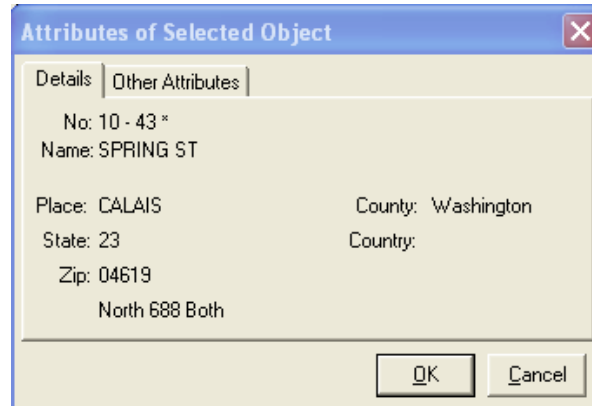 Attributes of Selected Object
Details Other Attributes
No: 10 - 43 *
Name: SPRING ST
Place: CALAIS County: Washington
State: 23 Country:
Zip: 04619
North 688 Both
OK Cancel